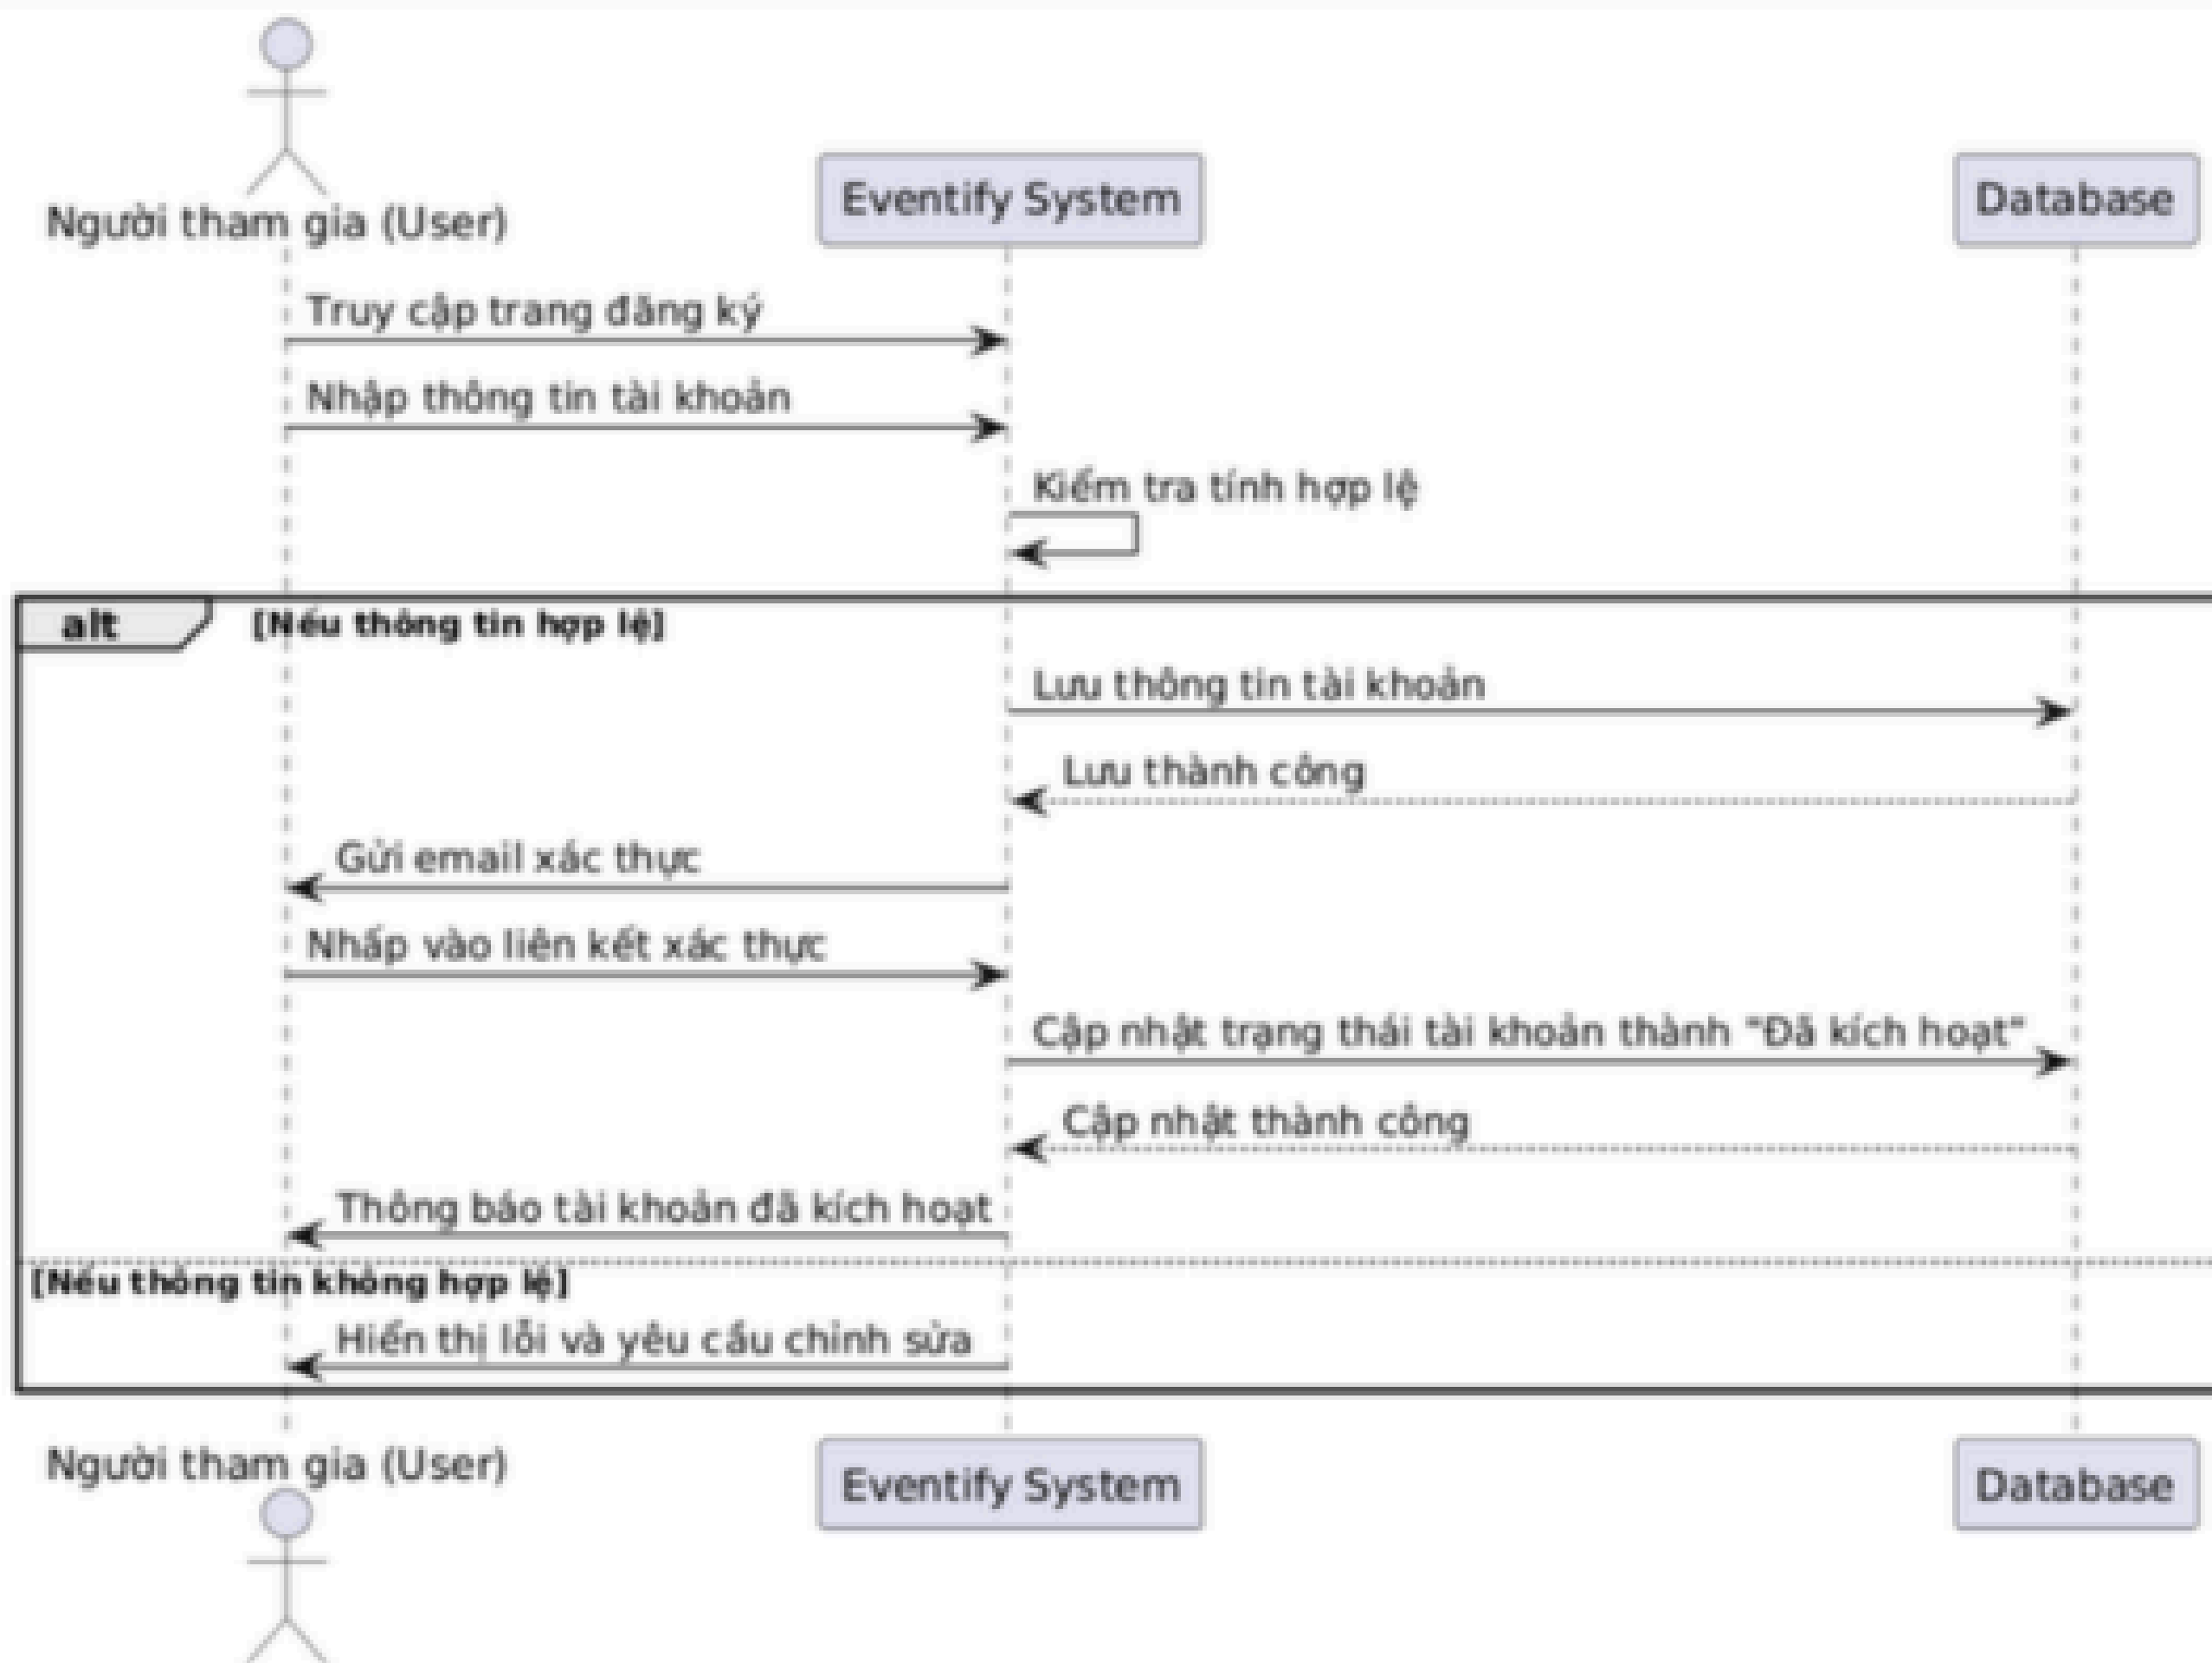 Người tham gia (User)
Eventify System
Database
Truy cập trang đăng ký
Nhập thông tin tài khoản
Kiểm tra tính hợp lệ
alt
[Nếu thông tin hợp lệ]
Lưu thông tin tài khoản
Lưu thành công
Gửi email xác thực
Nhấp vào liên kết xác thực
Cập nhật trạng thái tài khoản thành "Đã kích hoạt"
Cập nhật thành công
Thông báo tài khoản đã kích hoạt
[Nếu thông tin không hợp lệ]
Hiển thị lỗi và yêu cầu chỉnh sửa
Người tham gia (User)
Eventify System
Database